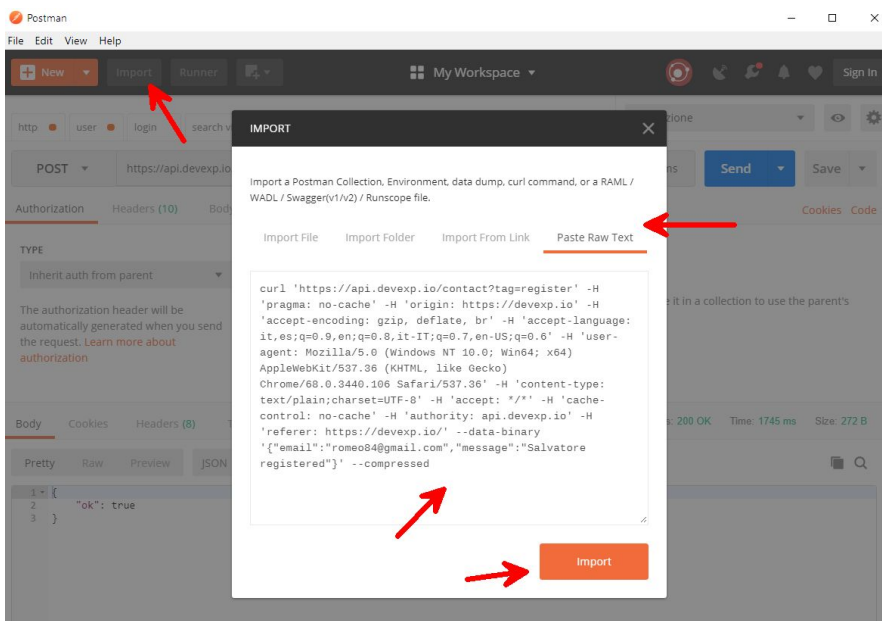 Postman
File Edit View Help
New Import Runner My Workspace Sign In
http user login search v zione
POST https://api.devexp.io ns Send Save
Authorization Headers (10) Body Cookies Code
TYPE
Inherit auth from parent
The authorization header will be
automatically generated when you send
the request. Learn more about
authorization
e it in a collection to use the parent's
IMPORT
Import a Postman Collection, Environment, data dump, curl command, or a RAML /
WADL / Swagger(v1/v2) / Runscope file.
Import File Import Folder Import From Link Paste Raw Text
curl 'https://api.devexp.io/contact?tag=register' -H
'pragma: no-cache' -H 'origin: https://devexp.io' -H
'accept-encoding: gzip, deflate, br' -H 'accept-language:
it,es;q=0.9,en;q=0.8,it-IT;q=0.7,en-US;q=0.6' -H 'user-
agent: Mozilla/5.0 (Windows NT 10.0; Win64; x64)
AppleWebKit/537.36 (KHTML, like Gecko)
Chrome/68.0.3440.106 Safari/537.36' -H 'content-type:
text/plain;charset=UTF-8' -H 'accept: */*' -H 'cache-
control: no-cache' -H 'authority: api.devexp.io' -H
'referer: https://devexp.io/' --data-binary
'{"email":"romeo84@gmail.com","message":"Salvatore
registered"}' --compressed
Import
Body Cookies Headers (8) T s: 200 OK Time: 1745 ms Size: 272 B
Pretty Raw Preview JSON
1 {
2 "ok": true
3 }